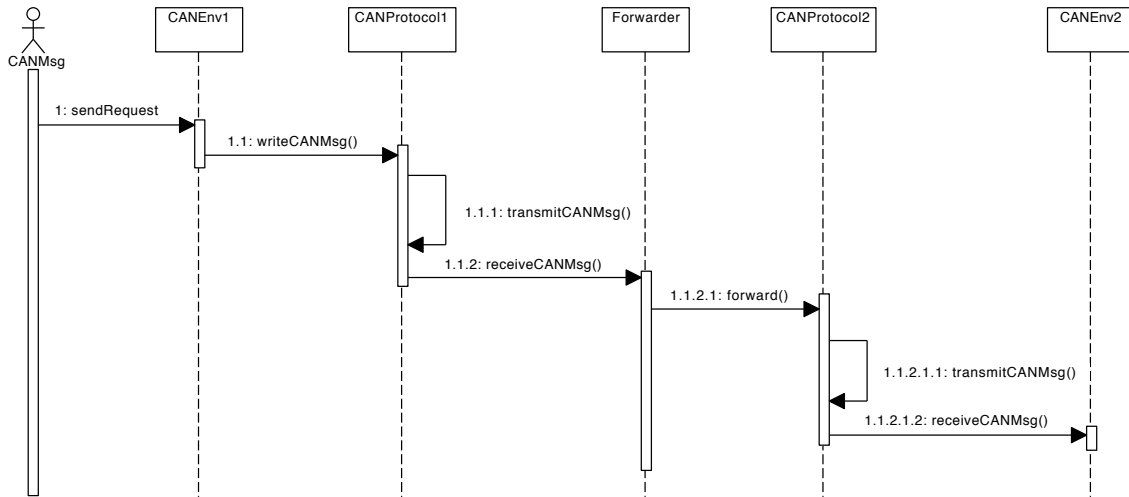 CANEnv1
CANProtocol1
Forwarder
CANProtocol2
CANEnv2
CANMsg
1: sendRequest
1.1: writeCANMsg()
1.1.1: transmitCANMsg()
1.1.2: receiveCANMsg()
1.1.2.1: forward()
1.1.2.1.1: transmitCANMsg()
1.1.2.1.2: receiveCANMsg()